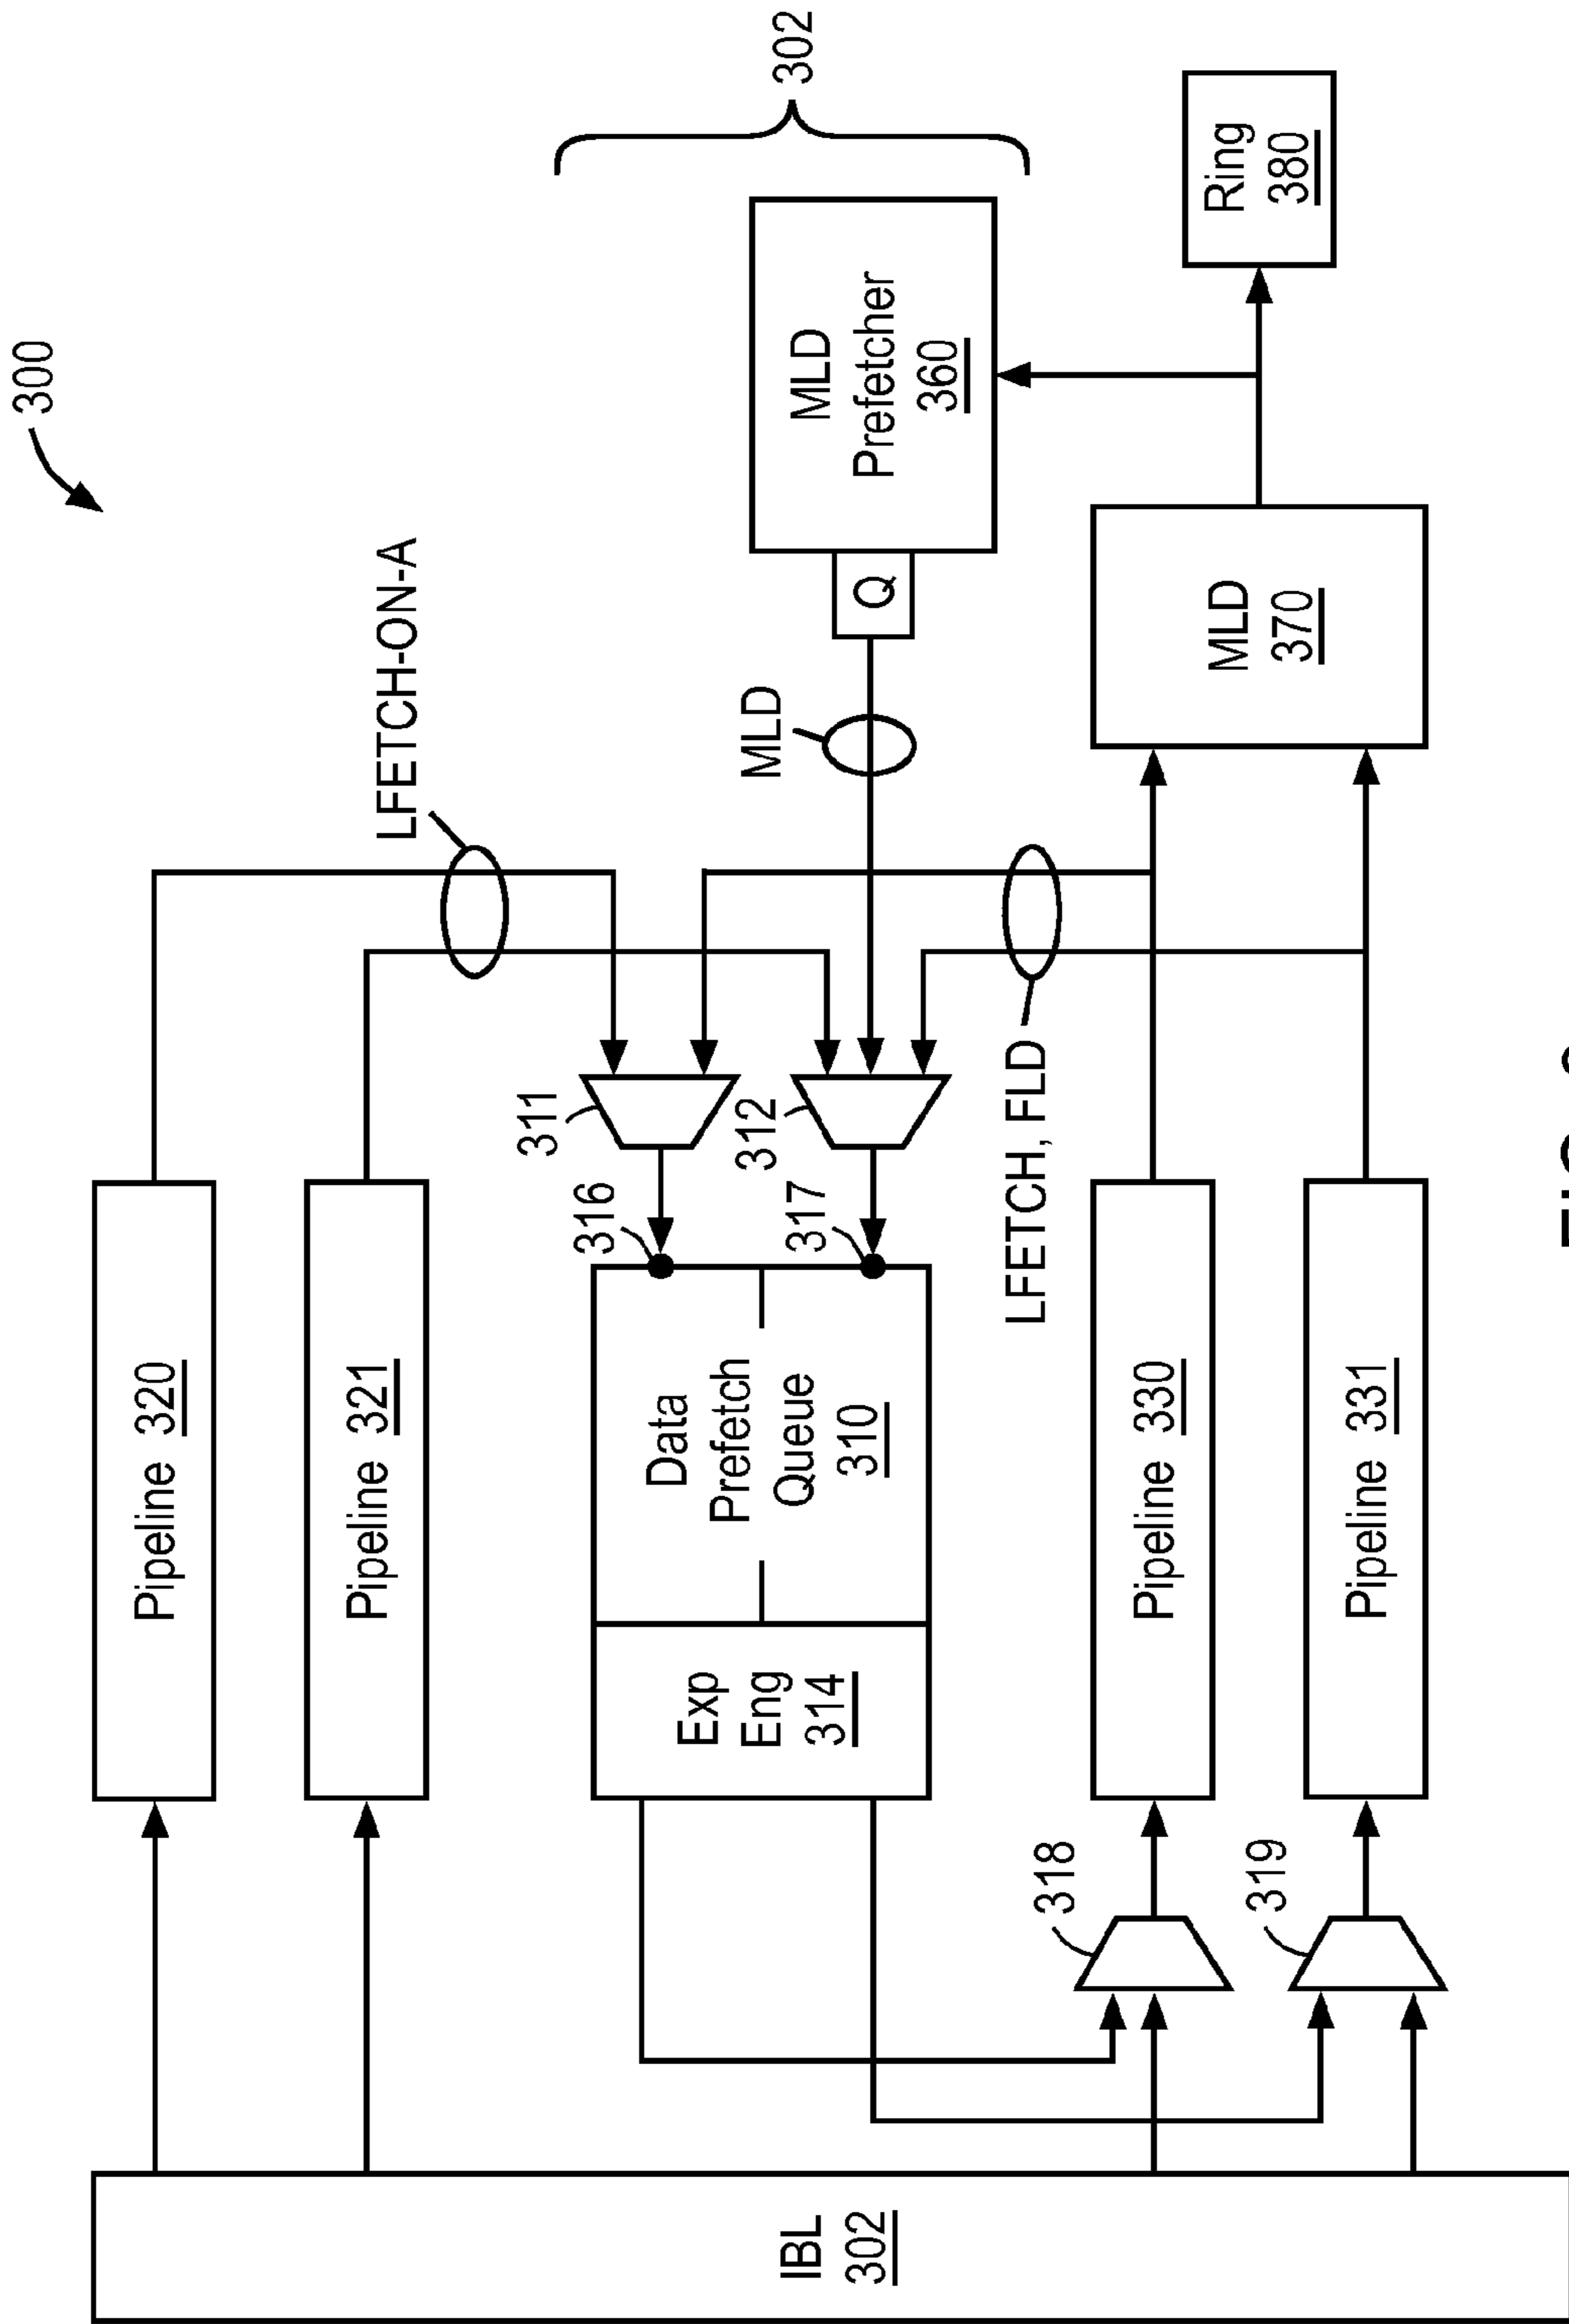 300
LFETCH-ON-A
Pipeline 320
Pipeline 321
302
311
316
MLD
312
317
Data
Prefetch
Queue
310
Exp
Eng
314
Q
MLD
Prefetcher
360
IBL
302
LFETCH, FLD
318
Pipeline 330
319
Pipeline 331
MLD
370
Ring
380
FIG.